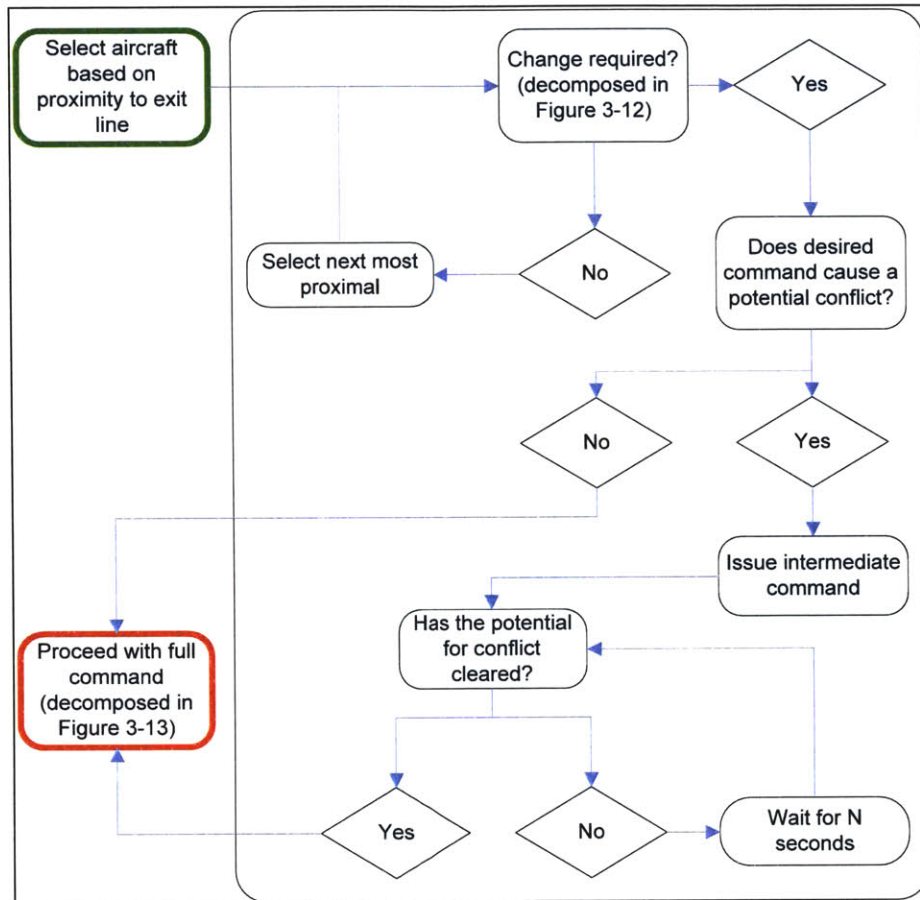 Select aircraft
based on
proximity to exit
line
Change required?
(decomposed in
Figure 3-12)
Yes
Select next most
proximal
No
Does desired
command cause a
potential conflict?
No
Yes
Issue intermediate
command
Has the potential
for conflict
cleared?
Proceed with full
command
(decomposed in
Figure 3-13)
Yes
No
Wait for N
seconds